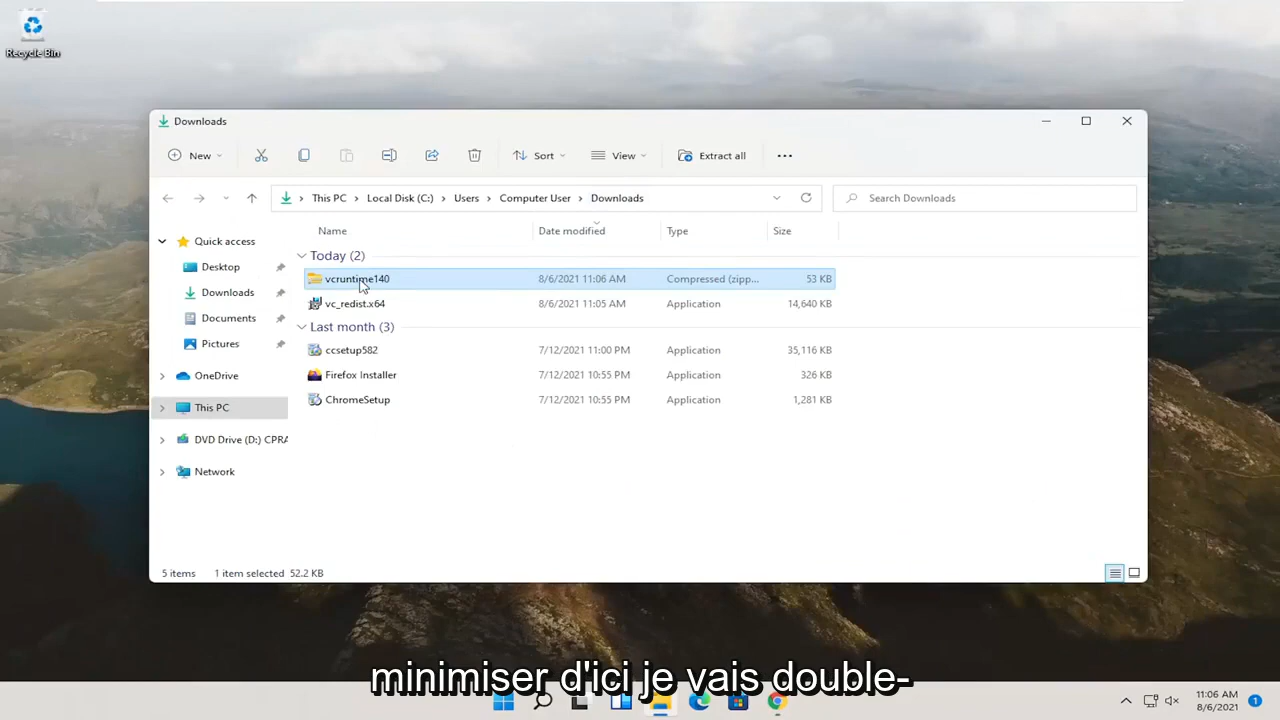 Recycle Bin
Downloads
New
Sort
View
Extract all
This PC
Local Disk (C:)
Users
Computer User
Downloads
Search Downloads
Name
Date modified
Type
Size
Quick access
Desktop
Downloads
Documents
Pictures
OneDrive
This PC
DVD Drive (D:) CPRA
Network
Today (2)
vcruntime140 8/6/2021 11:06 AM Compressed (zipp... 53 KB
vc_redist.x64 8/6/2021 11:05 AM Application 14,640 KB
Last month (3)
ccsetup582 7/12/2021 11:00 PM Application 35,116 KB
Firefox Installer 7/12/2021 10:55 PM Application 326 KB
ChromeSetup 7/12/2021 10:55 PM Application 1,281 KB
5 items 1 item selected 52.2 KB
minimiser d'ici je vais double-
11:06 AM
8/6/2021
1